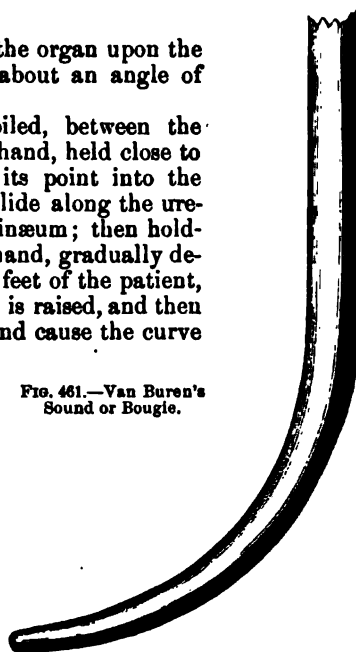 the organ upon the
about an angle of
oiled, between the
hand, held close to
its point into the
lide along the ure-
inæum; then hold-
hand, gradually de-
feet of the patient,
is raised, and then
nd cause the curve
Fig. 461.—Van Buren's
Sound or Bougie.